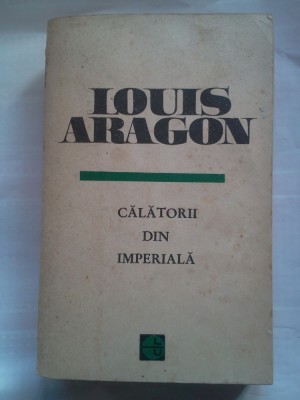 LOUIS
ARAGON
CĂLĂTORII
DIN
IMPERIALĂ